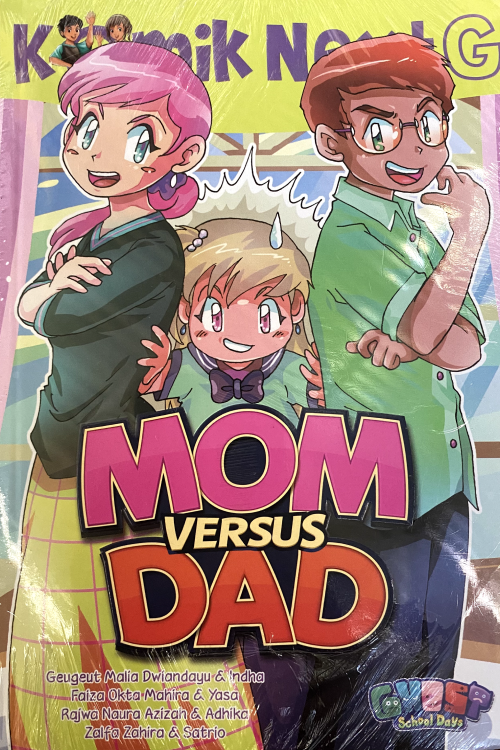 Komik Next G
MOM
VERSUS
DAD
Geugeut Malia Dwiandayu & Indha
Faiza Okta Mahira & Yasa
Rajwa Naura Azizah & Adhika
Zalfa Zahira & Satrio
School Days